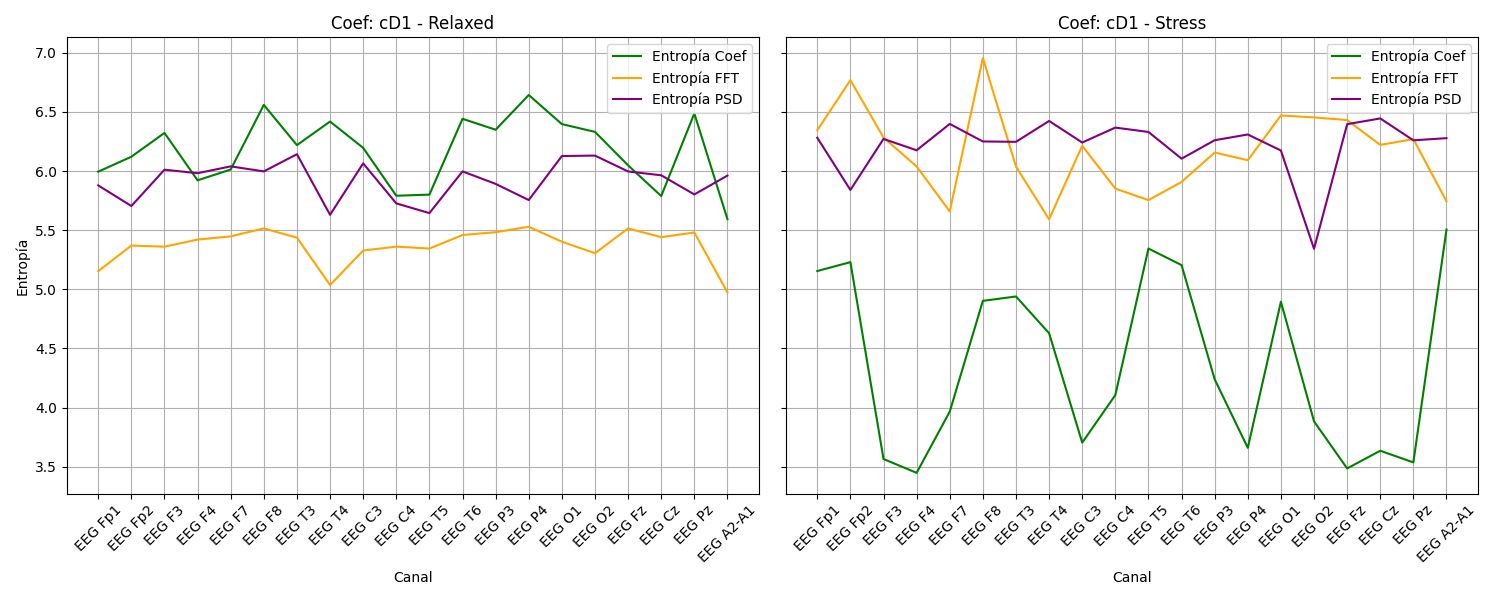 Coef: cD1 - Relaxed
Entropía
7.0
6.5
6.0
5.5
5.0
4.5
4.0
3.5
Entropía Coef
Entropía FFT
Entropía PSD
EEG Fp1
EEG Fp2
EEG F3
EEG F4
EEG F7
EEG F8
EEG T3
EEG T4
EEG C3
EEG C4
EEG T5
EEG T6
EEG P3
EEG P4
EEG O1
EEG O2
EEG Fz
EEG Cz
EEG Pz
EEG A2-A1
Canal
Coef: cD1 - Stress
Entropía Coef
Entropía FFT
Entropía PSD
EEG Fp1
EEG Fp2
EEG F3
EEG F4
EEG F7
EEG F8
EEG T3
EEG T4
EEG C3
EEG C4
EEG T5
EEG T6
EEG P3
EEG P4
EEG O1
EEG O2
EEG Fz
EEG Cz
EEG Pz
EEG A2-A1
Canal